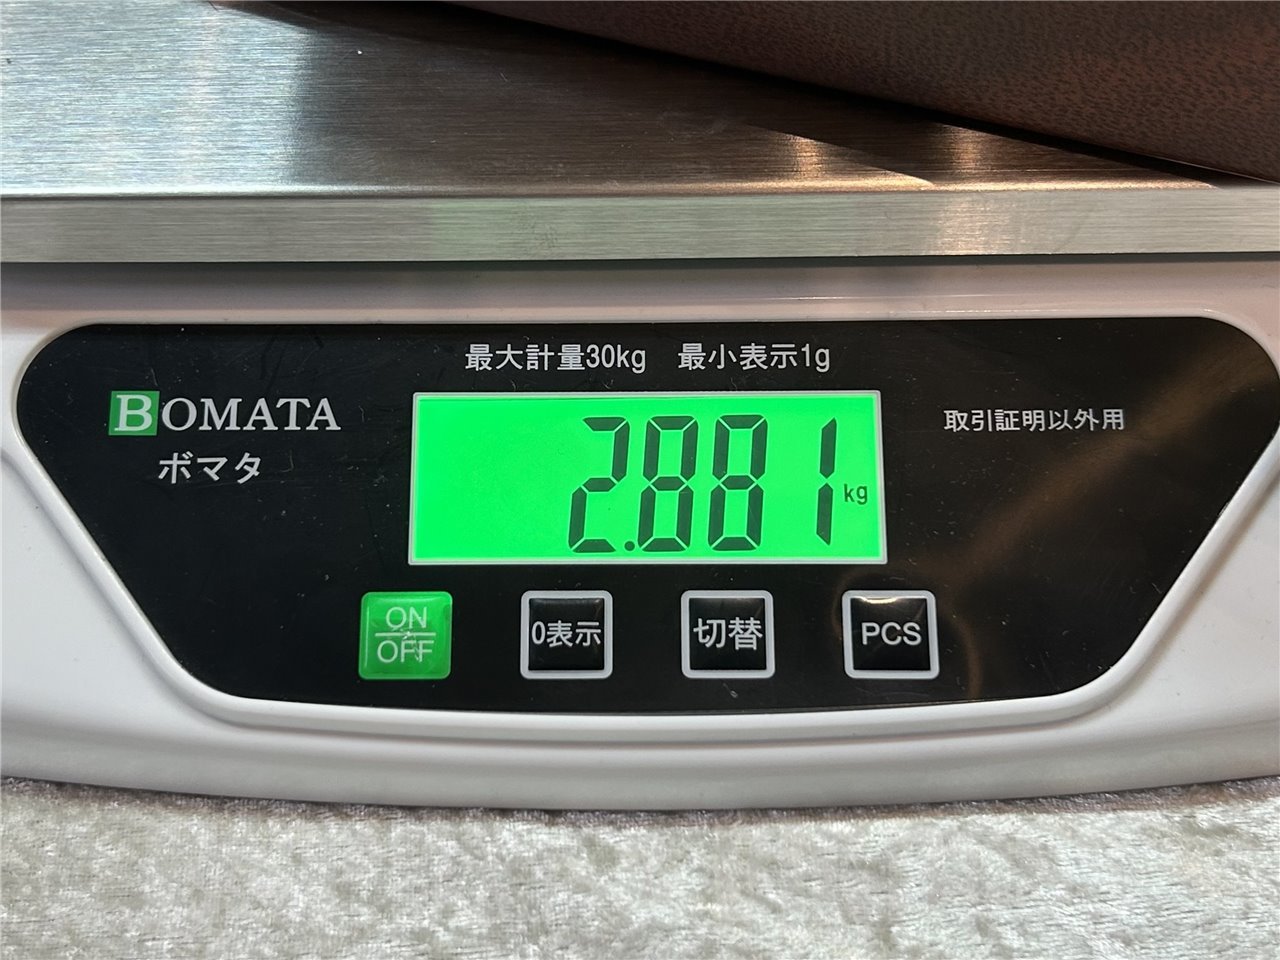 最大計量30kg 最小表示1g
BOMATA
ボマタ
2.881 kg
取引証明以外用
ON
OFF
0表示
切替
PCS